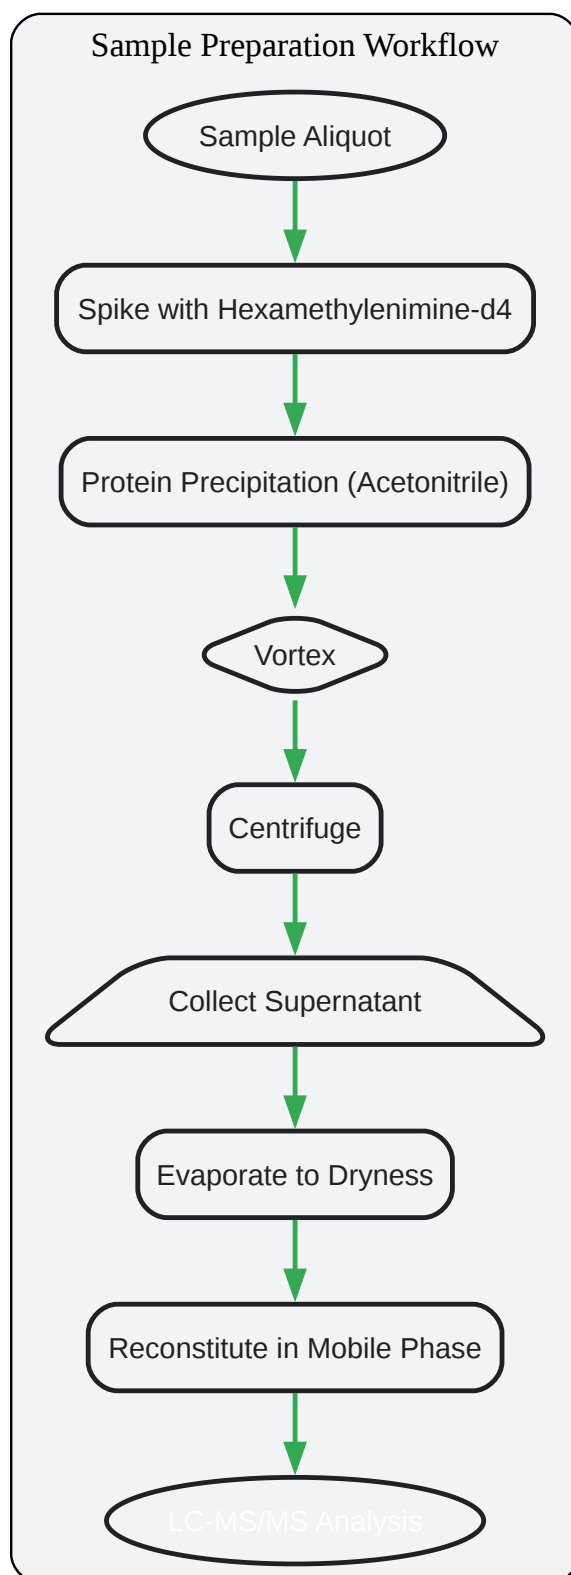 Sample Preparation Workflow
Sample Aliquot
Spike with Hexamethylenimine-d4
Protein Precipitation (Acetonitrile)
Vortex
Centrifuge
Collect Supernatant
Evaporate to Dryness
Reconstitute in Mobile Phase
LC-MS/MS Analysis